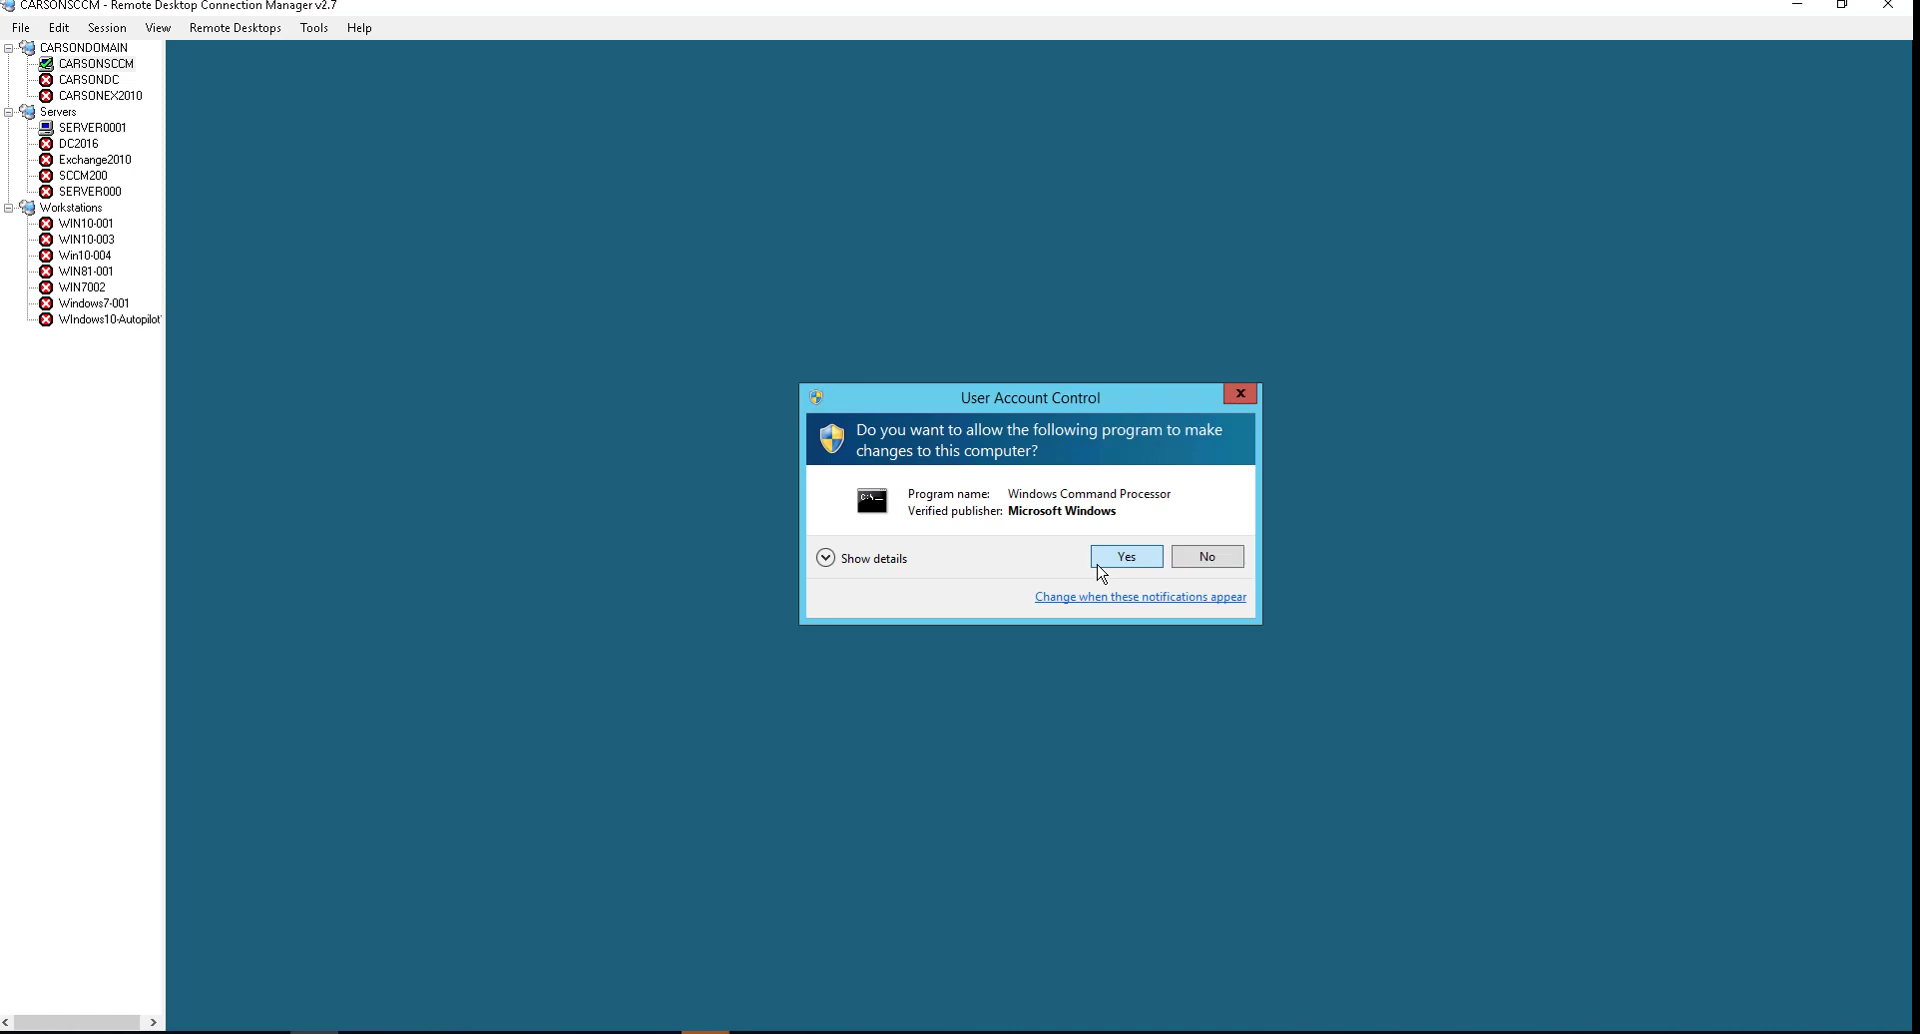 CARSONSCCM - Remote Desktop Connection Manager v2.7
File Edit Session View Remote Desktops Tools Help
CARSONDOMAIN
CARSONSCCM
CARSONDC
CARSONEX2010
Servers
SERVER0001
DC2016
Exchange2010
SCCM200
SERVER000
Workstations
WIN10-001
WIN10-003
Win10-004
WIN81-001
WIN7002
Windows7-001
WIndows10-Autopilot
User Account Control
x
Do you want to allow the following program to make
changes to this computer?
C:\_
Program name: Windows Command Processor
Verified publisher: Microsoft Windows
Show details
Yes No
Change when these notifications appear